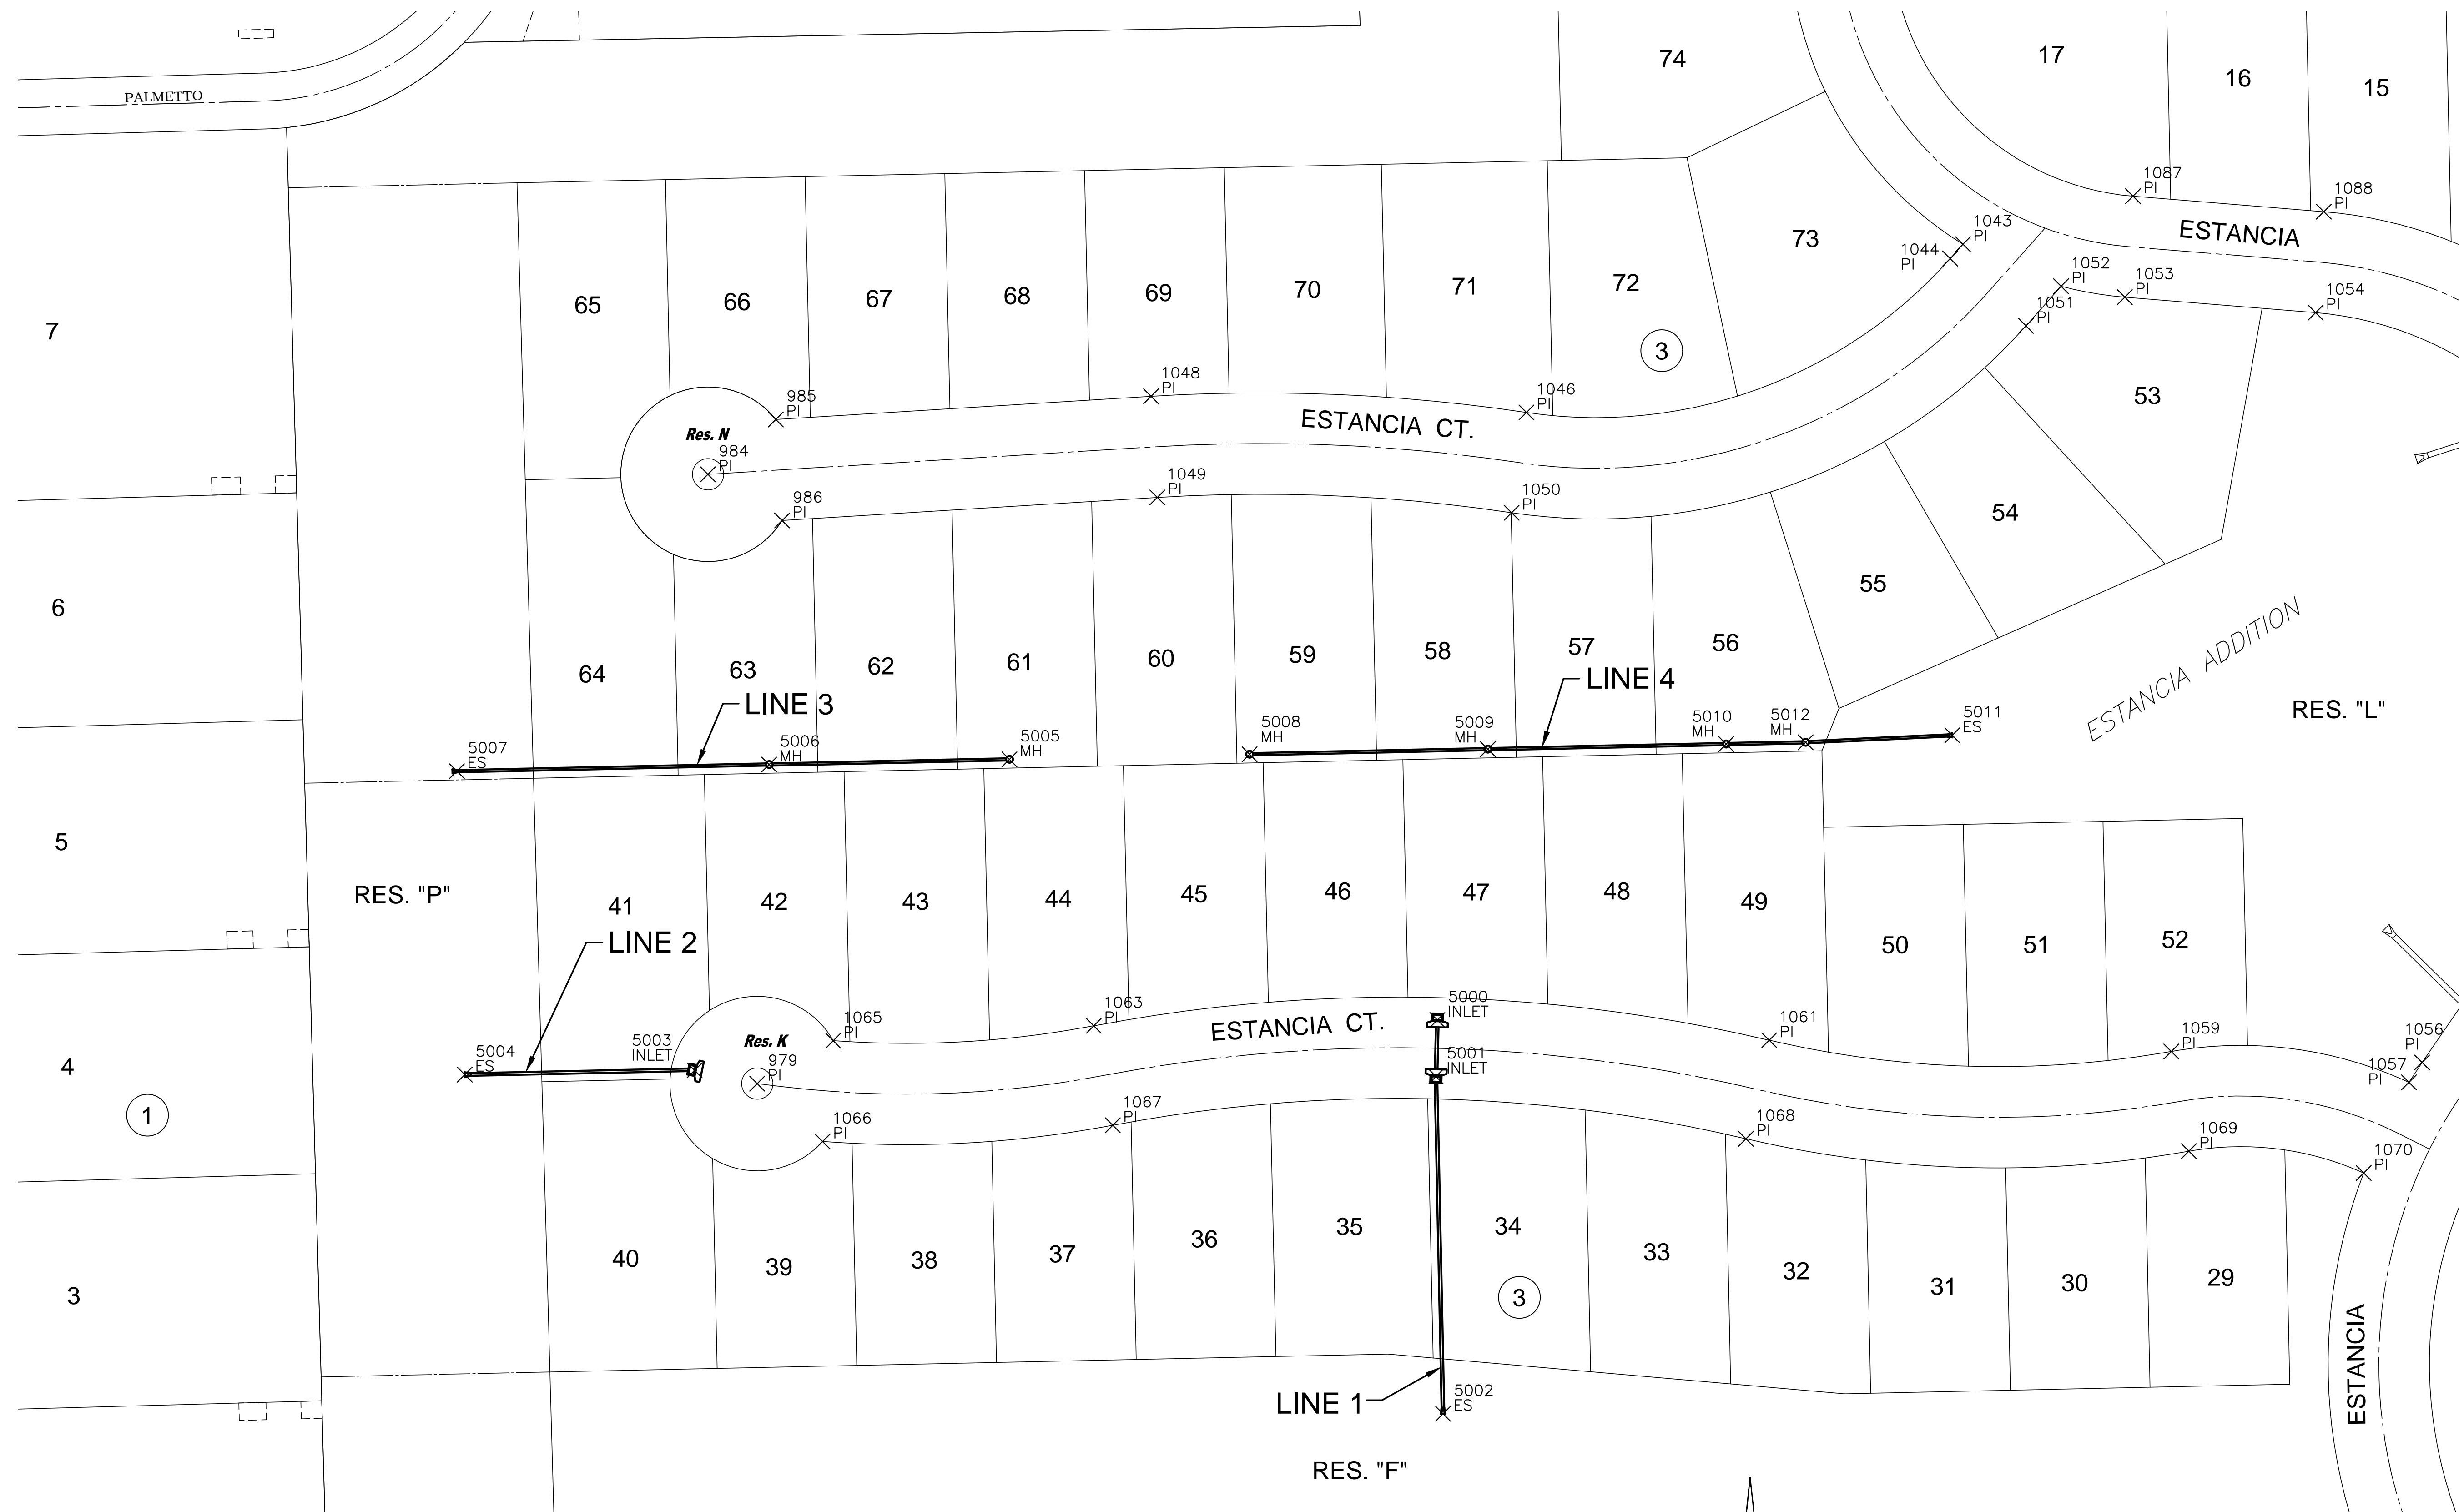 PALMETTO
74
17
16
15
1087
PI
1088
PI
ESTANCIA
1043
PI
1044
PI
73
1052
PI
1053
PI
1054
PI
1051
PI
7
65
66
67
68
69
70
71
72
3
53
985
PI
1048
PI
1046
PI
ESTANCIA CT.
Res. N
984
PI
986
PI
1049
PI
1050
PI
54
55
6
64
63
62
61
60
59
58
57
56
LINE 3
LINE 4
ESTANCIA ADDITION
RES. "L"
5007
ES
5006
MH
5005
MH
5008
MH
5009
MH
5010
MH
5012
MH
5011
ES
5
RES. "P"
41
42
43
44
45
46
47
48
49
50
51
52
LINE 2
1065
PI
1063
PI
ESTANCIA CT.
5000
INLET
1061
PI
1059
PI
1056
PI
1057
PI
5004
ES
5003
INLET
Res. K
979
PI
5001
INLET
4
1
1066
PI
1067
PI
1068
PI
1069
PI
1070
PI
3
40
39
38
37
36
35
34
3
33
32
31
30
29
ESTANCIA
LINE 1
5002
ES
RES. "F"